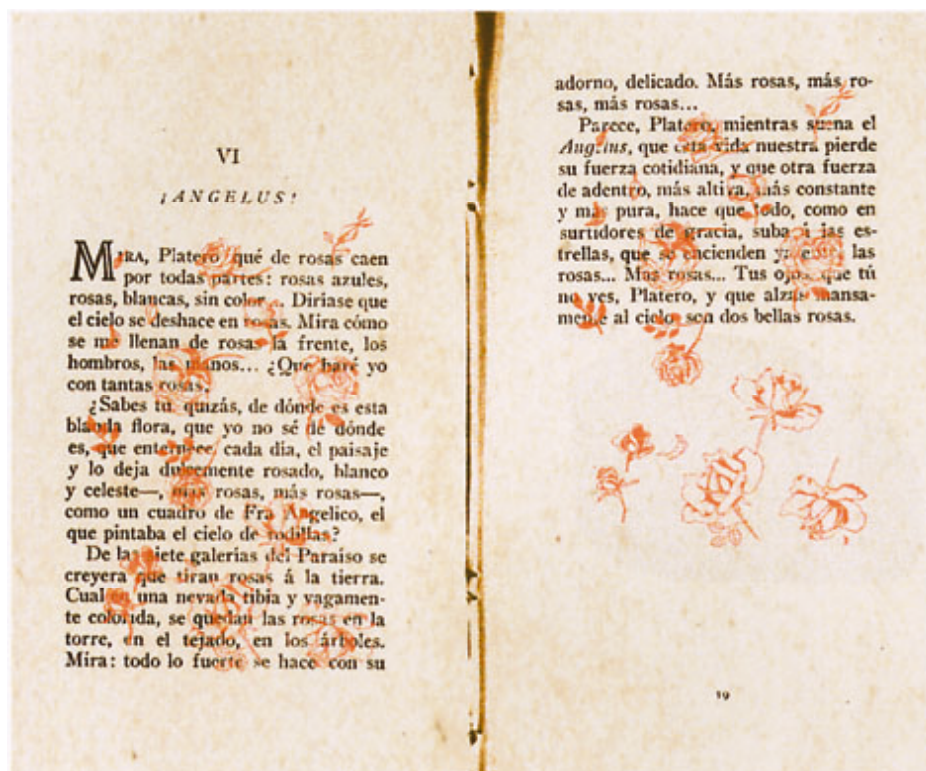 VI
¡ANGELUS!
MIRA, Platero, qué de rosas caen
por todas partes: rosas azules,
rosas, blancas, sin color... Diríase que
el cielo se deshace en rosas. Mira cómo
se me llenan de rosas la frente, los
hombros, las manos... ¿Qué haré yo
con tantas rosas?
¿Sabes tú, quizás, de dónde es esta
blanda flora, que yo no sé de dónde
es, que enternece, cada día, el paisaje
y lo deja dulcemente rosado, blanco
y celeste—, más rosas, más rosas—,
como un cuadro de Fra Angelico, el
que pintaba el cielo de rodillas?
De las siete galerías del Paraíso se
creyera que tiran rosas á la tierra.
Cual en una nevada tibia y vagamen-
te colorida, se quedan las rosas en la
torre, en el tejado, en los árboles.
Mira: todo lo fuerte se hace con su
adorno, delicado. Más rosas, más ro-
sas, más rosas...
Parece, Platero, mientras suena el
Angelus, que esta vida nuestra pierde
su fuerza cotidiana, y que otra fuerza
de adentro, más altiva, más constante
y más pura, hace que todo, como en
surtidores de gracia, suba á las es-
trellas, que se encienden ya entre las
rosas... Más rosas... Tus ojos, que tú
no ves, Platero, y que alzas mansa-
mente al cielo, son dos bellas rosas.
19